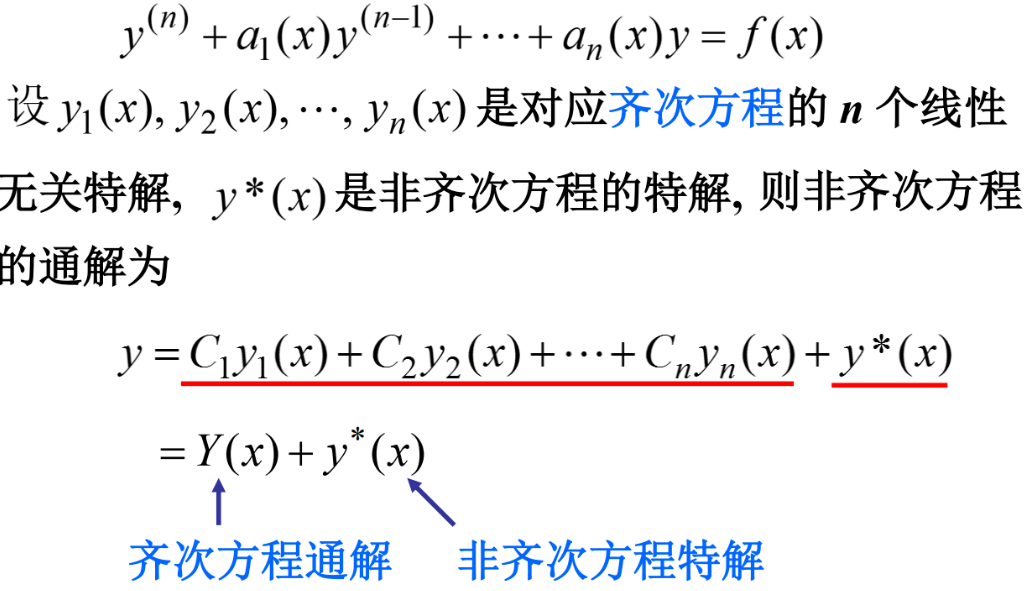 y^{(n)} + a_1(x)y^{(n-1)} + ⋯ + a_n(x)y = f(x)
设 y_1(x), y_2(x), ⋯, y_n(x) 是对应齐次方程的 n 个线性
无关特解, y*(x) 是非齐次方程的特解, 则非齐次方程
的通解为
y = C_1y_1(x) + C_2y_2(x) + ⋯ + C_ny_n(x) + y*(x)
= Y(x) + y^*(x)
齐次方程通解 非齐次方程特解